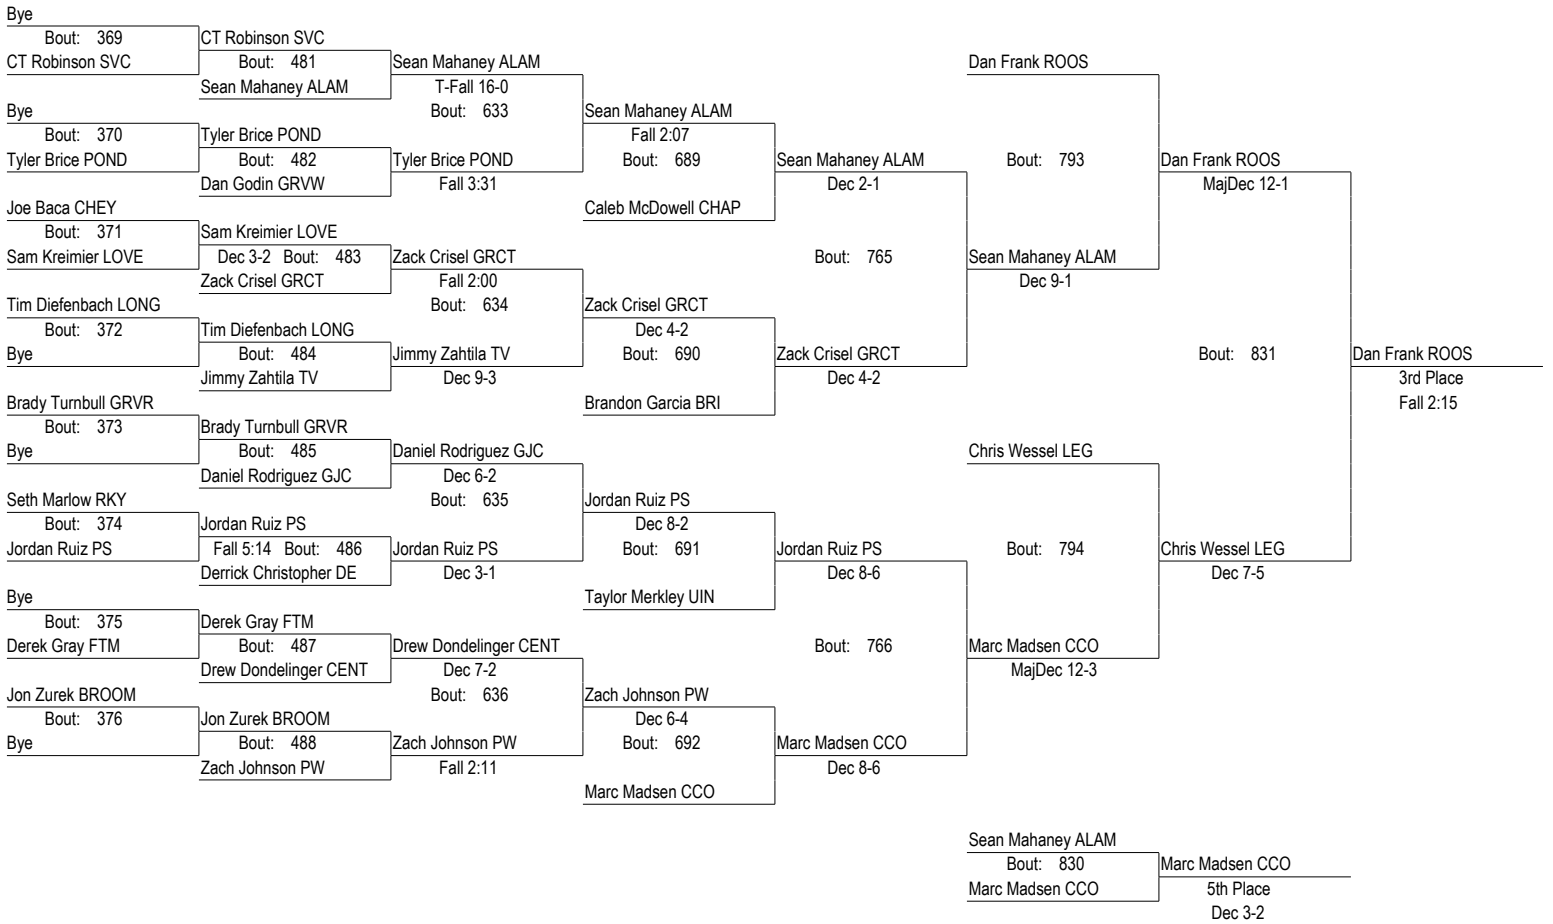 Bye
Bout: 369
CT Robinson SVC
Bye
Bout: 370
Tyler Brice POND
Joe Baca CHEY
Bout: 371
Sam Kreimier LOVE
Tim Diefenbach LONG
Bout: 372
Bye
Brady Turnbull GRVR
Bout: 373
Bye
Seth Marlow RKY
Bout: 374
Jordan Ruiz PS
Bye
Bout: 375
Derek Gray FTM
Jon Zurek BROOM
Bout: 376
Bye
CT Robinson SVC
Bout: 481
Sean Mahaney ALAM
Tyler Brice POND
Bout: 482
Dan Godin GRVW
Sam Kreimier LOVE
Dec 3-2 Bout: 483
Zack Crisel GRCT
Tim Diefenbach LONG
Bout: 484
Jimmy Zahtila TV
Brady Turnbull GRVR
Bout: 485
Daniel Rodriguez GJC
Jordan Ruiz PS
Fall 5:14 Bout: 486
Derrick Christopher DE
Derek Gray FTM
Bout: 487
Drew Dondelinger CENT
Jon Zurek BROOM
Bout: 488
Zach Johnson PW
Sean Mahaney ALAM
T-Fall 16-0
Bout: 633
Tyler Brice POND
Fall 3:31
Zack Crisel GRCT
Fall 2:00
Bout: 634
Jimmy Zahtila TV
Dec 9-3
Daniel Rodriguez GJC
Dec 6-2
Bout: 635
Jordan Ruiz PS
Dec 3-1
Drew Dondelinger CENT
Dec 7-2
Bout: 636
Zach Johnson PW
Fall 2:11
Sean Mahaney ALAM
Fall 2:07
Bout: 689
Caleb McDowell CHAP
Zack Crisel GRCT
Dec 4-2
Bout: 690
Brandon Garcia BRI
Jordan Ruiz PS
Dec 8-2
Bout: 691
Taylor Merkley UIN
Zach Johnson PW
Dec 6-4
Bout: 692
Marc Madsen CCO
Sean Mahaney ALAM
Dec 2-1
Bout: 765
Zack Crisel GRCT
Dec 4-2
Jordan Ruiz PS
Dec 8-6
Bout: 766
Marc Madsen CCO
Dec 8-6
Dan Frank ROOS
Bout: 793
Sean Mahaney ALAM
Dec 9-1
Chris Wessel LEG
Bout: 794
Marc Madsen CCO
MajDec 12-3
Dan Frank ROOS
MajDec 12-1
Bout: 831
Chris Wessel LEG
Dec 7-5
Dan Frank ROOS
3rd Place
Fall 2:15
Sean Mahaney ALAM
Bout: 830
Marc Madsen CCO
Marc Madsen CCO
5th Place
Dec 3-2